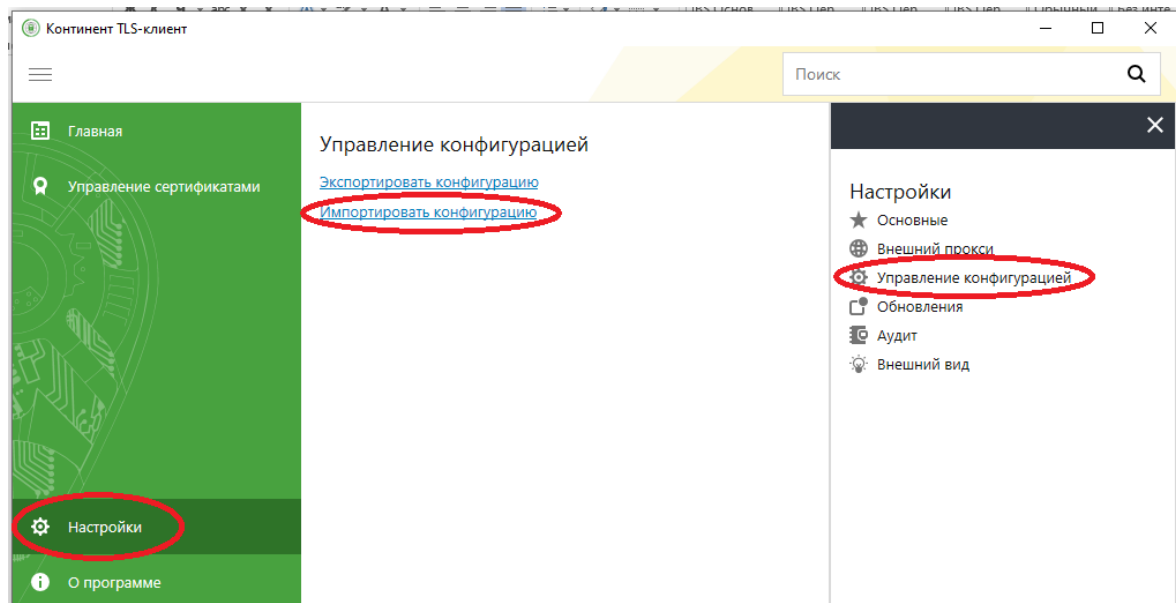 Континент TLS-клиент
Поиск
Главная
Управление сертификатами
Настройки
О программе
Управление конфигурацией
Экспортировать конфигурацию
Импортировать конфигурацию
Настройки
Основные
Внешний прокси
Управление конфигурацией
Обновления
Аудит
Внешний вид